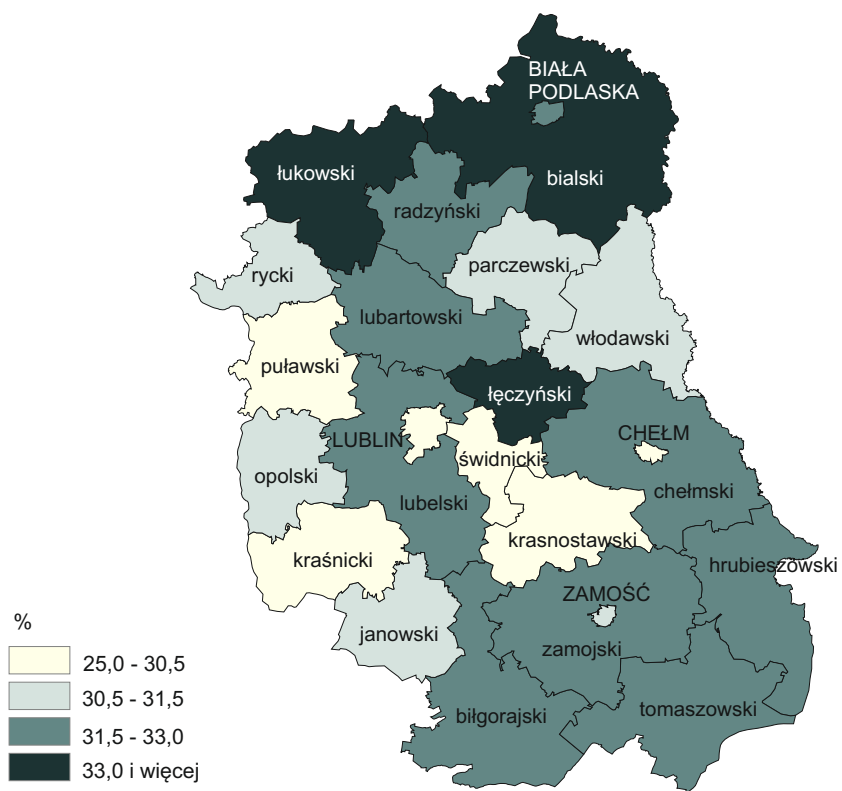 BIAŁA
PODLASKA
łukowski
bialski
radzyński
parczewski
rycki
lubartowski
włodawski
puławski
łęczyński
LUBLIN
CHEŁM
świdnicki
opolski
chełmski
lubelski
krasnostawski
kraśnicki
hrubieszowski
ZAMOŚĆ
janowski
zamojski
biłgorajski
tomaszowski
%
25,0 - 30,5
30,5 - 31,5
31,5 - 33,0
33,0 i więcej